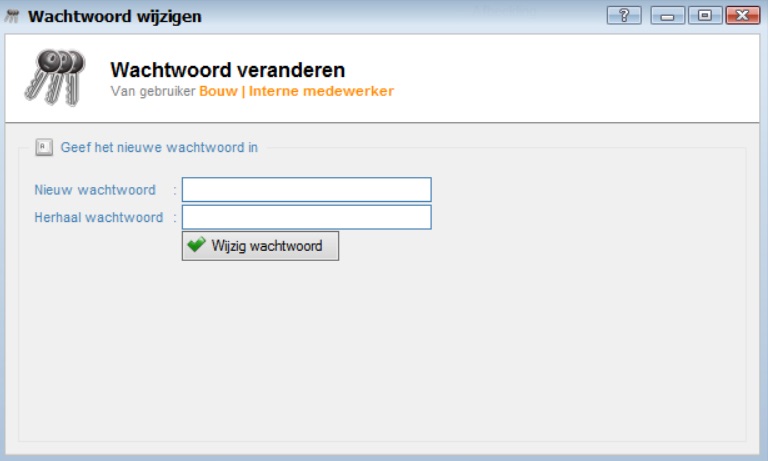 Wachtwoord wijzigen
Wachtwoord veranderen
Van gebruiker Bouw | Interne medewerker
Geef het nieuwe wachtwoord in
Nieuw wachtwoord :
Herhaal wachtwoord :
Wijzig wachtwoord